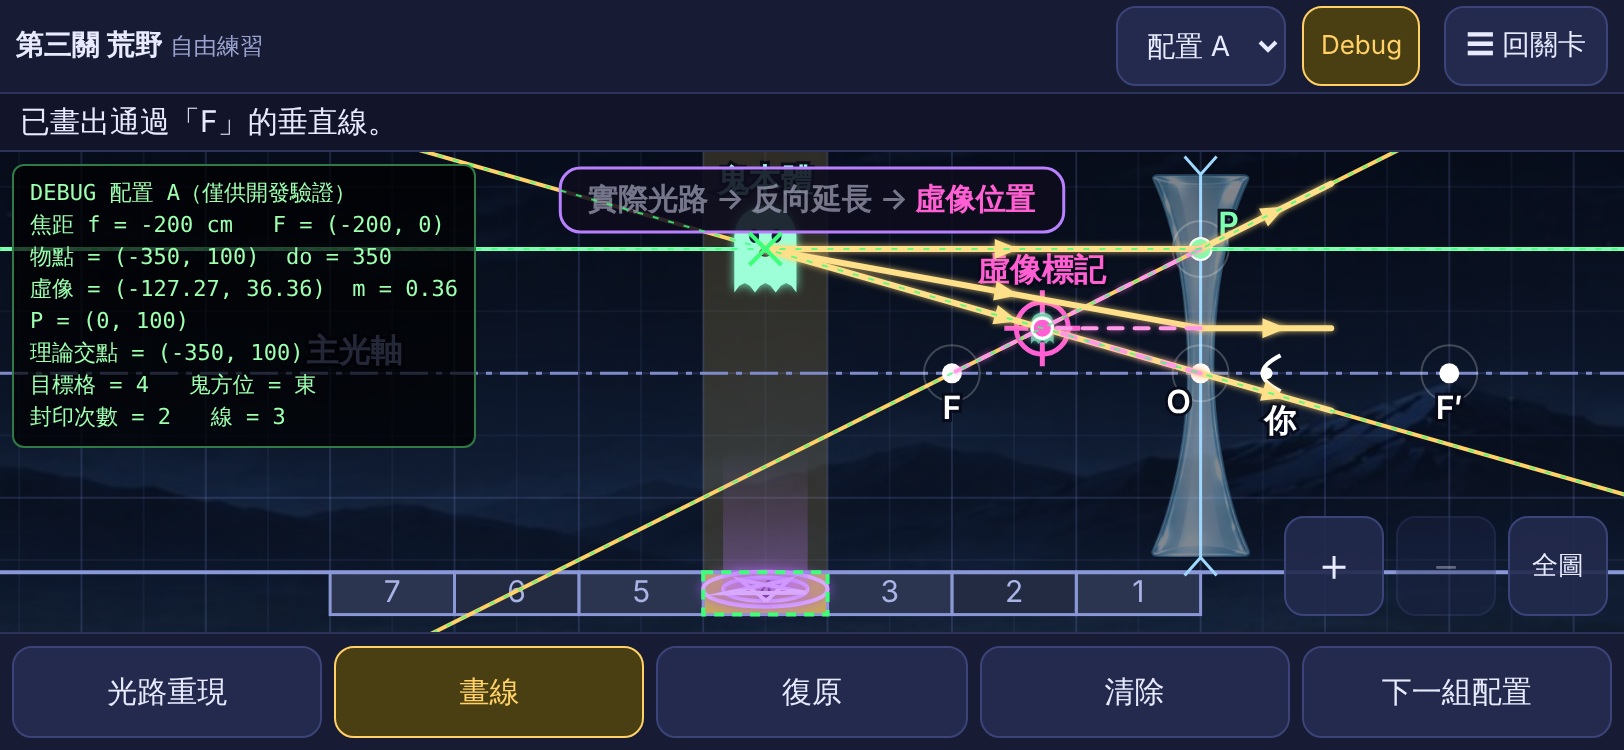 第三關 荒野 自由練習
配置 A
Debug
☰ 回關卡
已畫出通過「F」的垂直線。
DEBUG 配置 A（僅供開發驗證）
焦距 f = -200 cm F = (-200, 0)
物點 = (-350, 100) do = 350
虛像 = (-127.27, 36.36) m = 0.36
P = (0, 100)
理論交點 = (-350, 100)
目標格 = 4 鬼方位 = 東
封印次數 = 2 線 = 3
主光軸
鬼本體
實際光路 → 反向延長 → 虛像位置
虛像標記
P
F
O
你
F′
7
6
5
3
2
1
+
−
全圖
光路重現
畫線
復原
清除
下一組配置